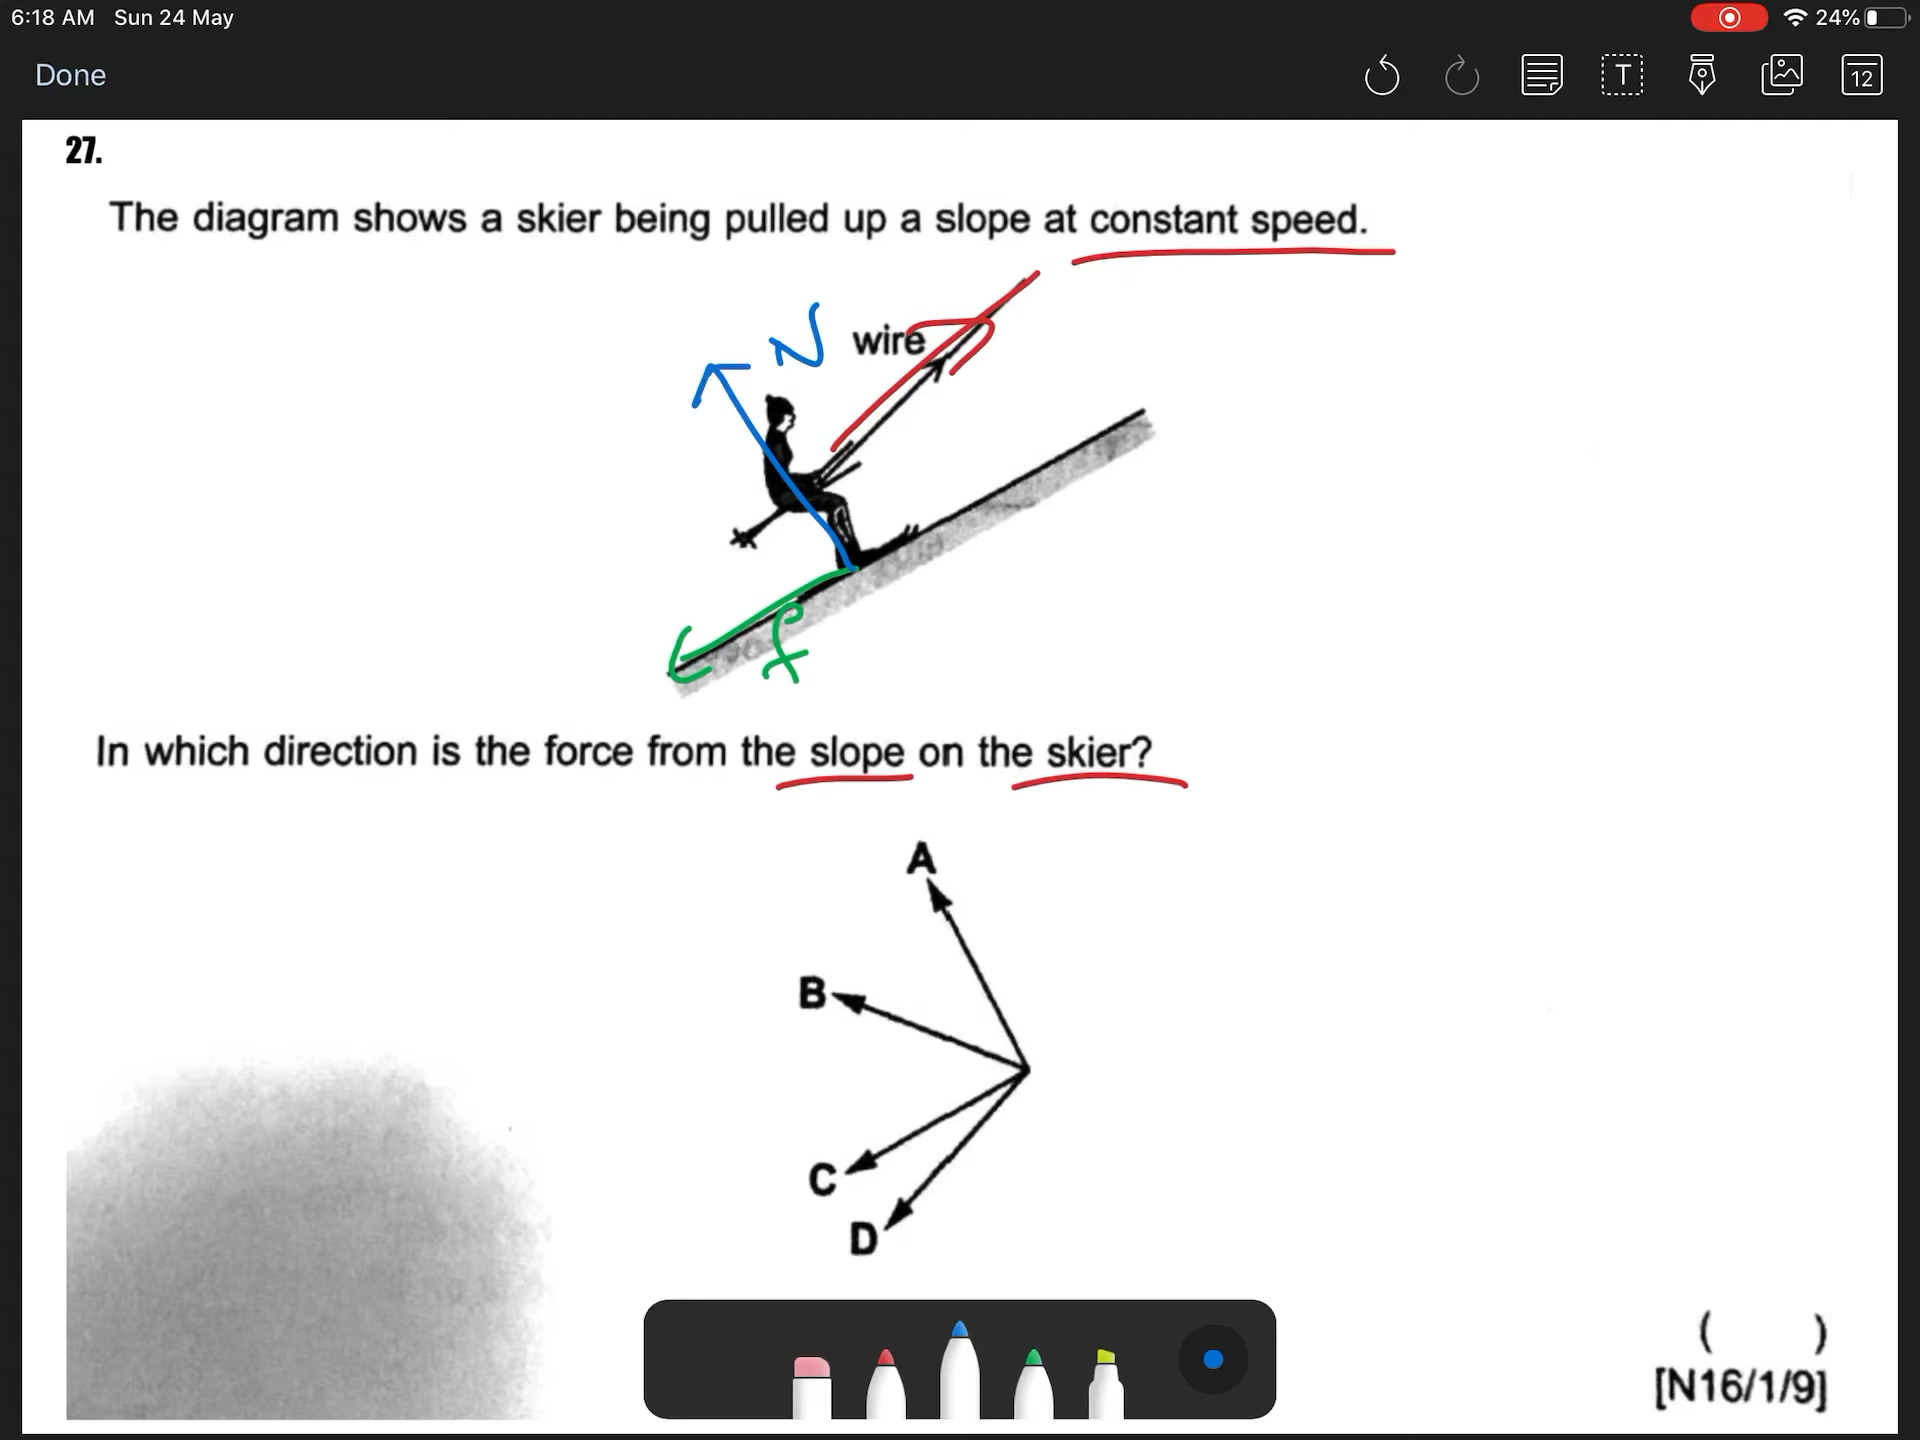 6:18 AM Sun 24 May
24%
Done
T
12
27.
The diagram shows a skier being pulled up a slope at constant speed.
N
wire
f
In which direction is the force from the slope on the skier?
A
B
C
D
( )
[N16/1/9]